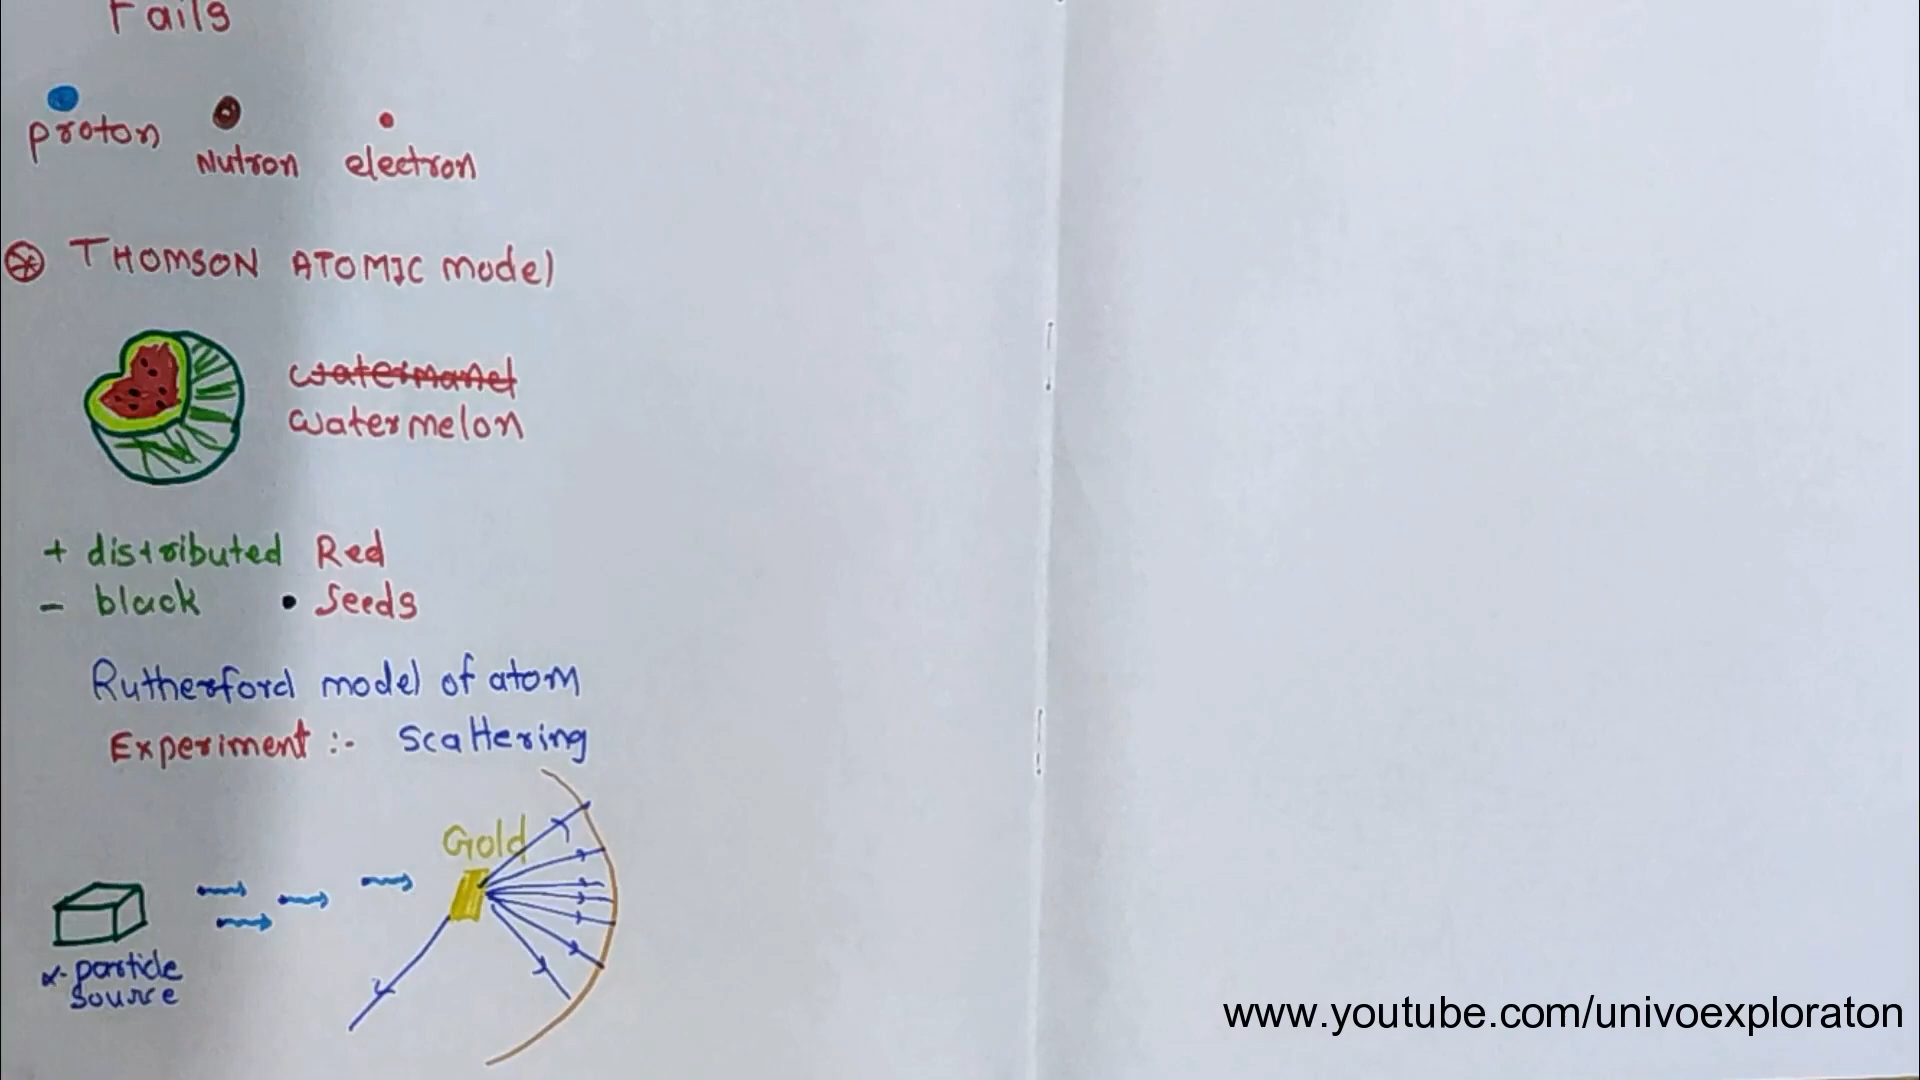 Fails
proton
Nutron electron
THOMSON ATOMIC model
watermanel
watermelon
+ distributed Red
- black • Seeds
Rutherford model of atom
Experiment :- Scattering
Gold
α-particle
source
www.youtube.com/univoexploraton